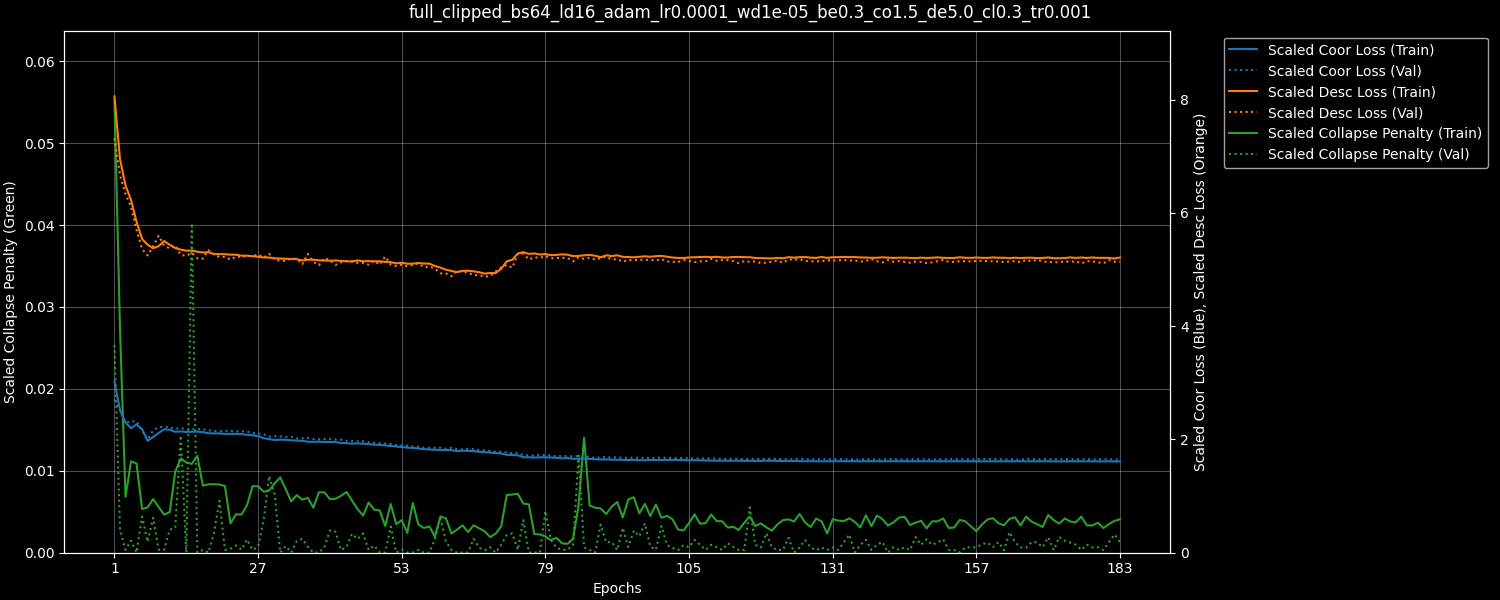 full_clipped_bs64_ld16_adam_lr0.0001_wd1e-05_be0.3_co1.5_de5.0_cl0.3_tr0.001
Scaled Collapse Penalty (Green)
0.06
0.05
0.04
0.03
0.02
0.01
0.00
1
27
53
79
105
131
157
183
Epochs
8
6
4
2
0
Scaled Coor Loss (Blue), Scaled Desc Loss (Orange)
Scaled Coor Loss (Train)
Scaled Coor Loss (Val)
Scaled Desc Loss (Train)
Scaled Desc Loss (Val)
Scaled Collapse Penalty (Train)
Scaled Collapse Penalty (Val)